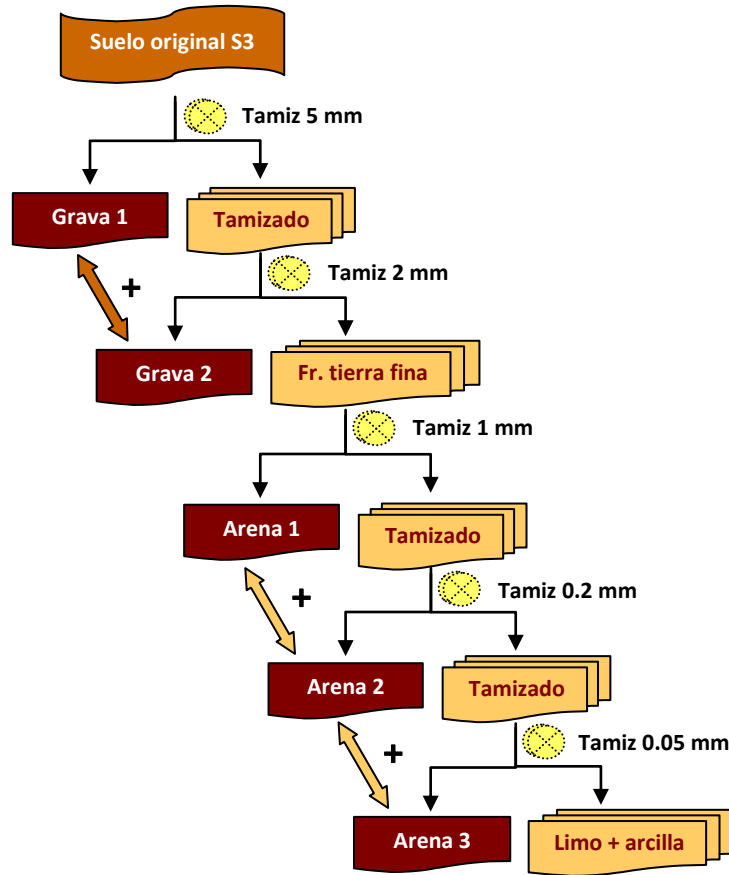 Suelo original S3
Tamiz 5 mm
Grava 1
Tamizado
Tamiz 2 mm
+
Grava 2
Fr. tierra fina
Tamiz 1 mm
Arena 1
Tamizado
Tamiz 0.2 mm
+
Arena 2
Tamizado
Tamiz 0.05 mm
+
Arena 3
Limo + arcilla